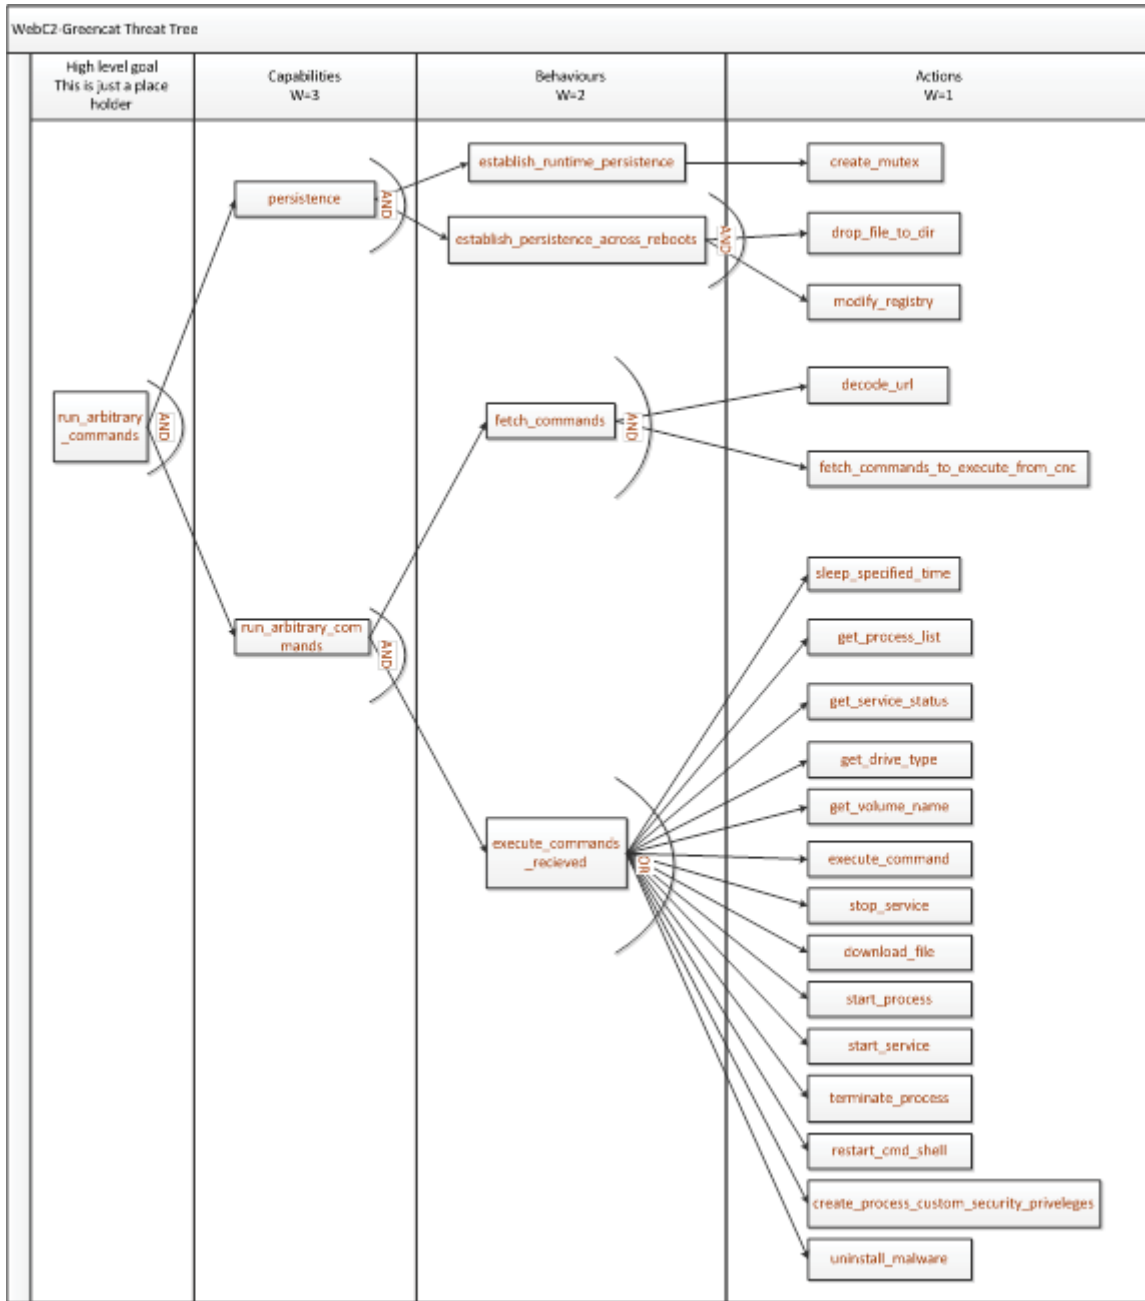 WebC2-Greencat Threat Tree
High level goal
This is just a place
holder
Capabilities
W=3
Behaviours
W=2
Actions
W=1
establish_runtime_persistence
create_mutex
persistence
AND
establish_persistence_across_reboots
AND
drop_file_to_dir
modify_registry
run_arbitrary
_commands
AND
fetch_commands
AND
decode_url
fetch_commands_to_execute_from_cnc
run_arbitrary_com
mands
AND
execute_commands
_recieved
OR
sleep_specified_time
get_process_list
get_service_status
get_drive_type
get_volume_name
execute_command
stop_service
download_file
start_process
start_service
terminate_process
restart_cmd_shell
create_process_custom_security_priveleges
uninstall_malware